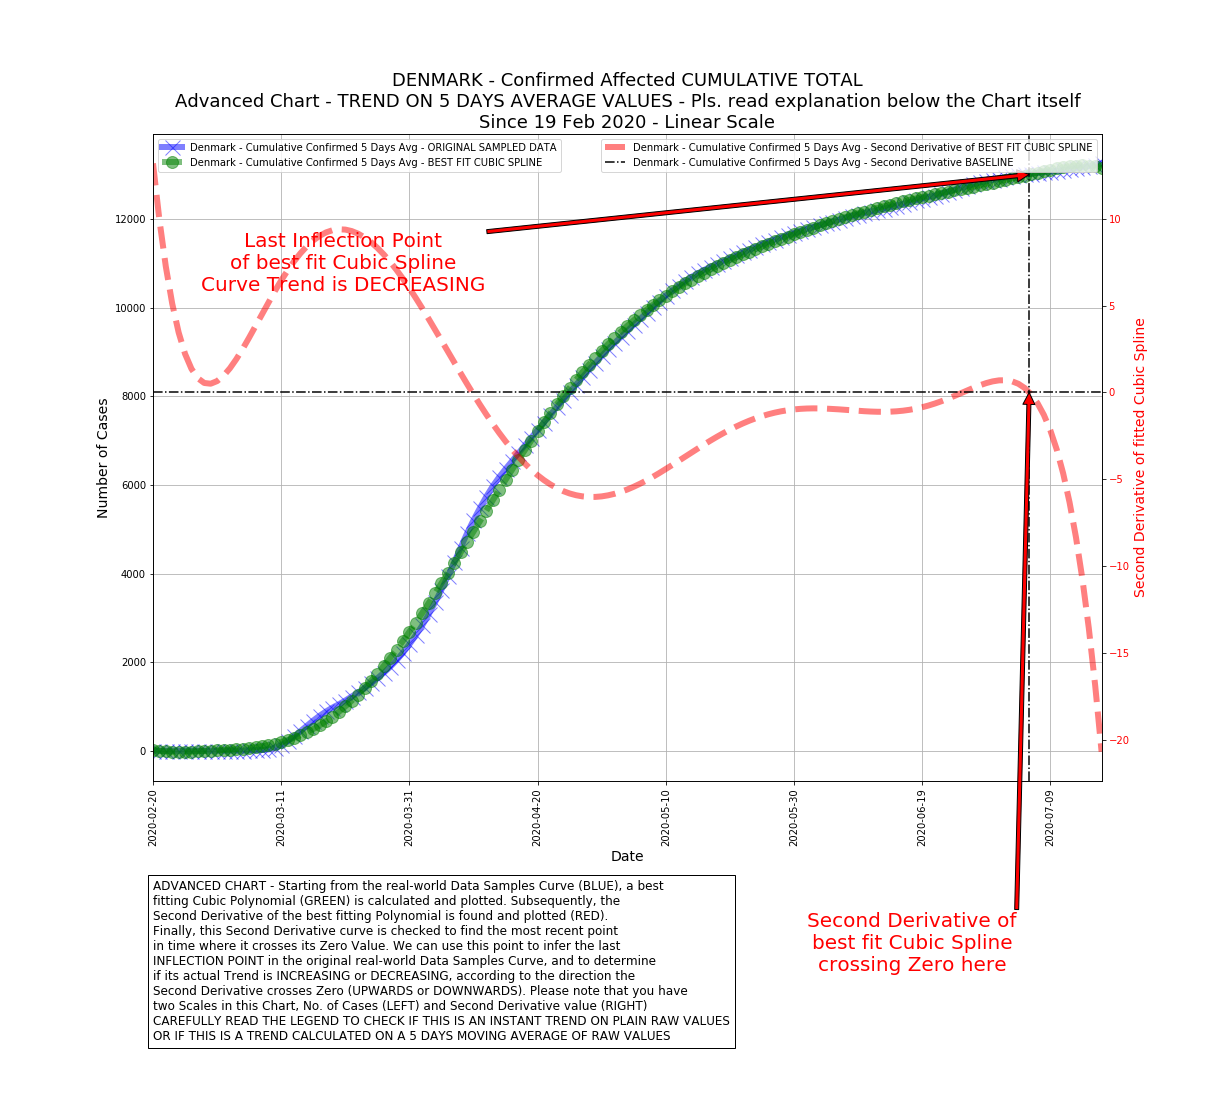 DENMARK - Confirmed Affected CUMULATIVE TOTAL
Advanced Chart - TREND ON 5 DAYS AVERAGE VALUES - Pls. read explanation below the Chart itself
Since 19 Feb 2020 - Linear Scale
Denmark - Cumulative Confirmed 5 Days Avg - ORIGINAL SAMPLED DATA
Denmark - Cumulative Confirmed 5 Days Avg - BEST FIT CUBIC SPLINE
Denmark - Cumulative Confirmed 5 Days Avg - Second Derivative of BEST FIT CUBIC SPLINE
Denmark - Cumulative Confirmed 5 Days Avg - Second Derivative BASELINE
Last Inflection Point
of best fit Cubic Spline
Curve Trend is DECREASING
Number of Cases
12000
10000
8000
6000
4000
2000
0
10
5
0
−5
−10
−15
−20
Second Derivative of fitted Cubic Spline
2020-02-20
2020-03-11
2020-03-31
2020-04-20
2020-05-10
2020-05-30
2020-06-19
2020-07-09
Date
ADVANCED CHART - Starting from the real-world Data Samples Curve (BLUE), a best
fitting Cubic Polynomial (GREEN) is calculated and plotted. Subsequently, the
Second Derivative of the best fitting Polynomial is found and plotted (RED).
Finally, this Second Derivative curve is checked to find the most recent point
in time where it crosses its Zero Value. We can use this point to infer the last
INFLECTION POINT in the original real-world Data Samples Curve, and to determine
if its actual Trend is INCREASING or DECREASING, according to the direction the
Second Derivative crosses Zero (UPWARDS or DOWNWARDS). Please note that you have
two Scales in this Chart, No. of Cases (LEFT) and Second Derivative value (RIGHT)
CAREFULLY READ THE LEGEND TO CHECK IF THIS IS AN INSTANT TREND ON PLAIN RAW VALUES
OR IF THIS IS A TREND CALCULATED ON A 5 DAYS MOVING AVERAGE OF RAW VALUES
Second Derivative of
best fit Cubic Spline
crossing Zero here